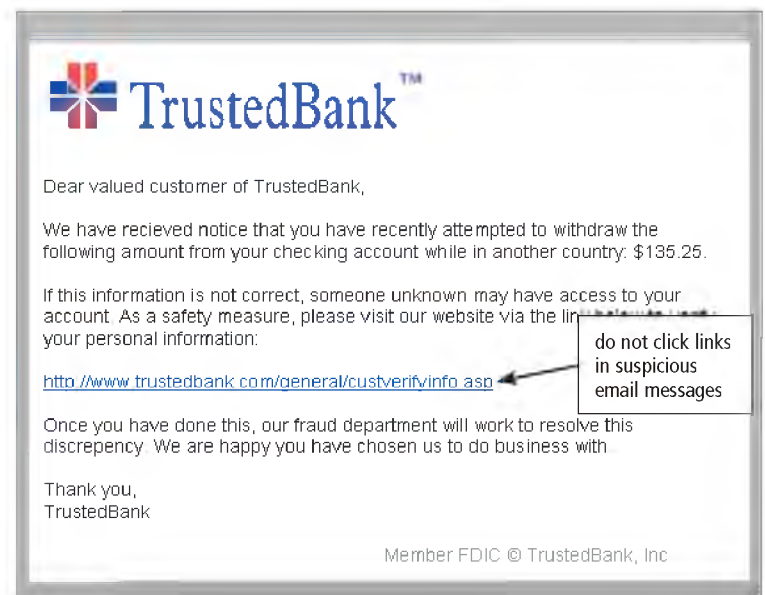 TrustedBank™
Dear valued customer of TrustedBank,
We have recieved notice that you have recently attempted to withdraw the
following amount from your checking account while in another country: $135.25.
If this information is not correct, someone unknown may have access to your
account. As a safety measure, please visit our website via the
your personal information:
do not click links
in suspicious
email messages
http://www.trustedbank.com/general/custverifyinfo.asp
Once you have done this, our fraud department will work to resolve this
discrepency. We are happy you have chosen us to do business with.
Thank you,
TrustedBank
Member FDIC © TrustedBank, Inc